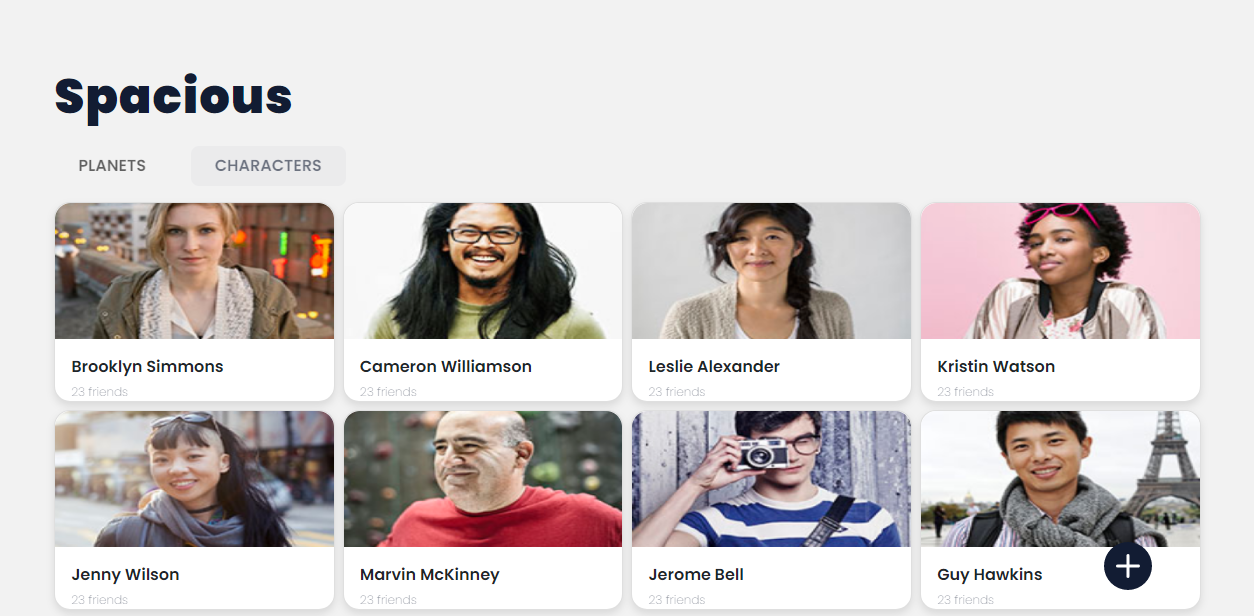 Spacious
PLANETS CHARACTERS
Brooklyn Simmons
23 friends
Cameron Williamson
23 friends
Leslie Alexander
23 friends
Kristin Watson
23 friends
Jenny Wilson
23 friends
Marvin McKinney
23 friends
Jerome Bell
23 friends
Guy Hawkins
23 friends